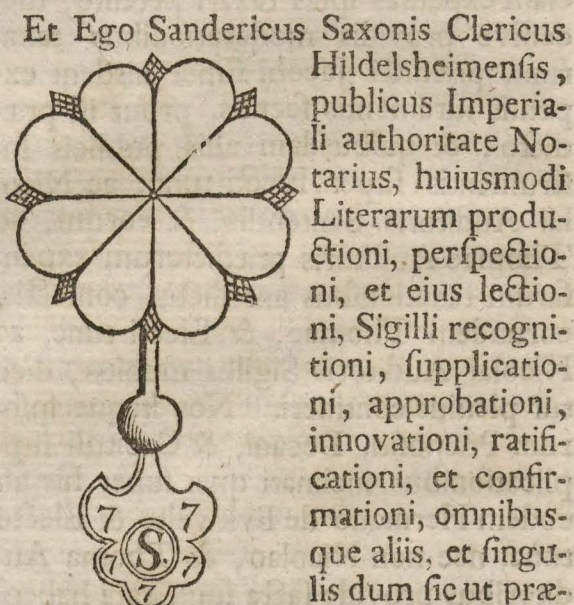 Et Ego Sandericus Saxonis Clericus
Hildelsheimensis,
publicus Imperia-
li authoritate No-
tarius, huiusmodi
Literarum produ-
ctioni, perspectio-
ni, et eius lectio-
ni, Sigilli recogni-
tioni, supplicatio-
ni, approbationi,
innovationi, ratifi-
cationi, et confir-
mationi, omnibus-
que aliis, et singu-
lis dum sic ut præ-
7 7
S.
7 7
7